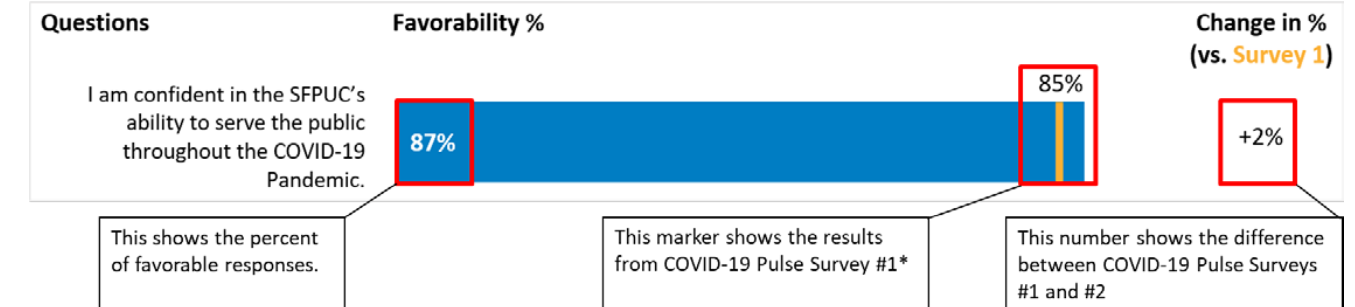 Questions
Favorability %
Change in %
(vs. Survey 1)
I am confident in the SFPUC's
ability to serve the public
throughout the COVID-19
Pandemic.
87%
85%
+2%
This shows the percent
of favorable responses.
This marker shows the results
from COVID-19 Pulse Survey #1*
This number shows the difference
between COVID-19 Pulse Surveys
#1 and #2